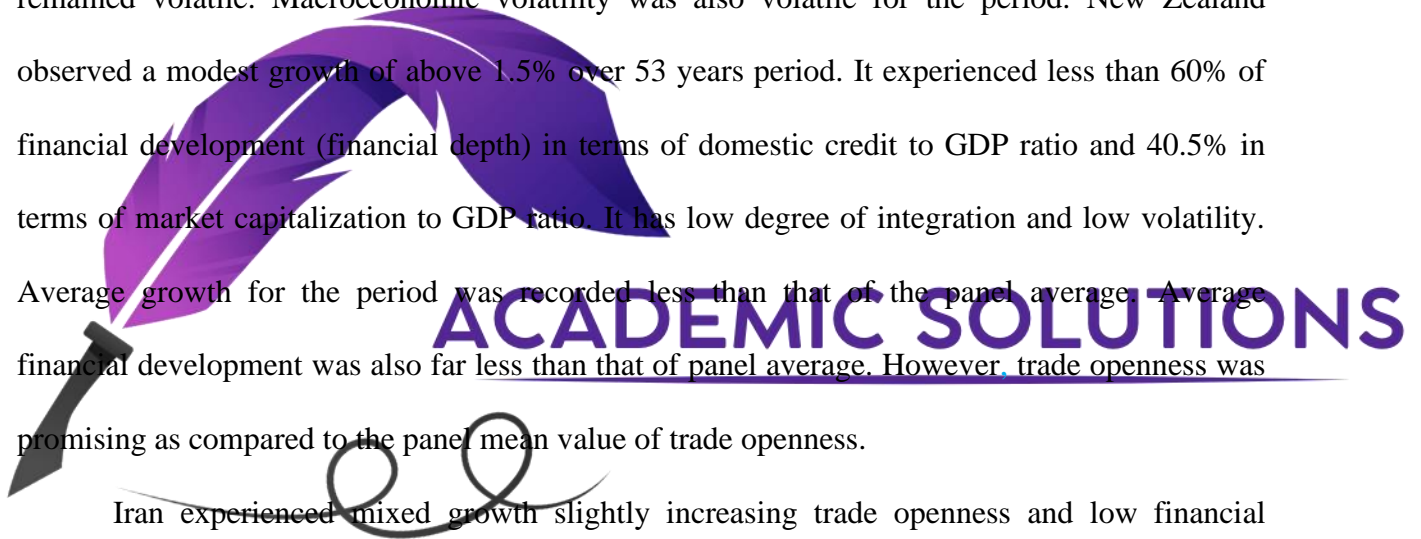 remained volatile. Macroeconomic volatility was also volatile for the period. New Zealand
observed a modest growth of above 1.5% over 53 years period. It experienced less than 60% of
financial development (financial depth) in terms of domestic credit to GDP ratio and 40.5% in
terms of market capitalization to GDP ratio. It has low degree of integration and low volatility.
Average growth for the period was recorded less than that of the panel average. Average
ACADEMIC SOLUTIONS
financial development was also far less than that of panel average. However, trade openness was
promising as compared to the panel mean value of trade openness.
Iran experienced mixed growth slightly increasing trade openness and low financial